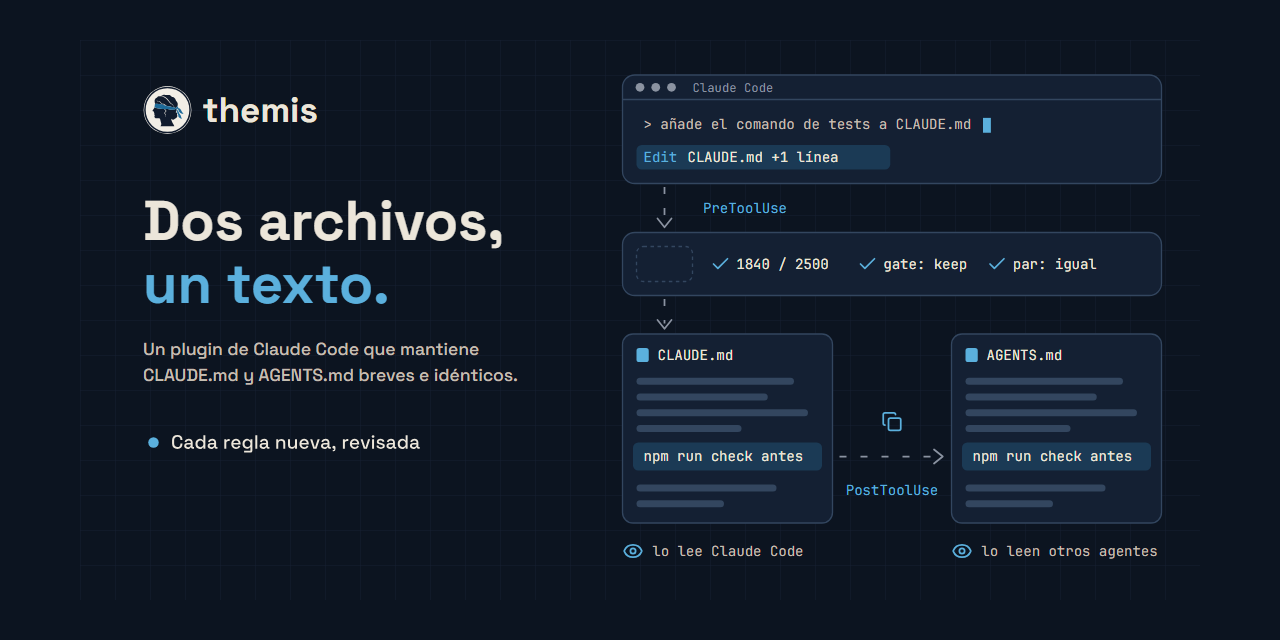 themis
Dos archivos,
un texto.
Un plugin de Claude Code que mantiene
CLAUDE.md y AGENTS.md breves e idénticos.
Cada regla nueva, revisada
Claude Code
> añade el comando de tests a CLAUDE.md
Edit CLAUDE.md +1 línea
PreToolUse
1840 / 2500 gate: keep par: igual
CLAUDE.md
npm run check antes
PostToolUse
AGENTS.md
npm run check antes
lo lee Claude Code
lo leen otros agentes